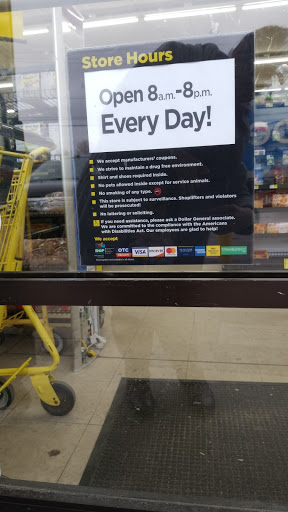 Store Hours
Open 8a.m.-8p.m.
Every Day!
We accept manufacturers' coupons.
We strive to maintain a drug free environment.
Shirt and shoes required inside.
No pets allowed inside except for service animals.
No smoking of any type.
This store is subject to surveillance. Shoplifters and violators
will be prosecuted!
No loitering or soliciting.
If you need assistance, please ask a Dollar General associate.
We are committed to the compliance with the Americans
with Disabilities Act. Our employees are glad to help!
We accept
OTC VISA